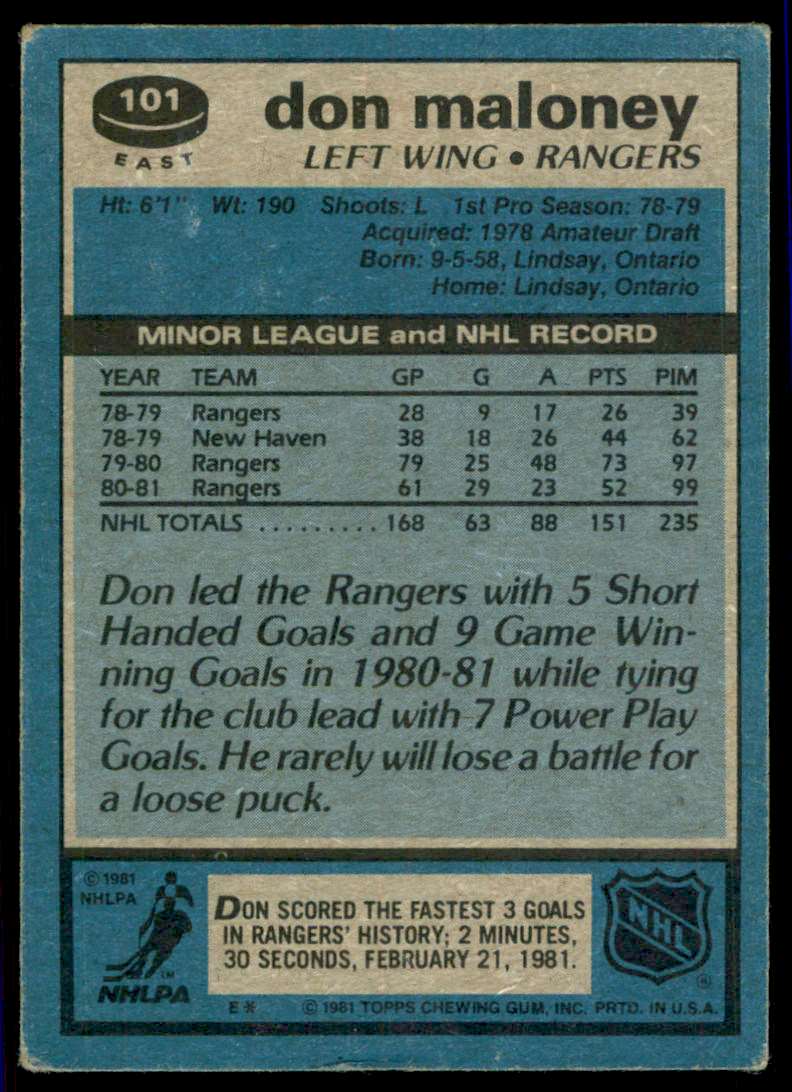 101
EAST
don maloney
LEFT WING • RANGERS
Ht: 6'1" Wt: 190 Shoots: L 1st Pro Season: 78-79
Acquired: 1978 Amateur Draft
Born: 9-5-58, Lindsay, Ontario
Home: Lindsay, Ontario
MINOR LEAGUE and NHL RECORD
YEAR TEAM GP G A PTS PIM
78-79 Rangers 28 9 17 26 39
78-79 New Haven 38 18 26 44 62
79-80 Rangers 79 25 48 73 97
80-81 Rangers 61 29 23 52 99
NHL TOTALS ......... 168 63 88 151 235
Don led the Rangers with 5 Short
Handed Goals and 9 Game Win-
ning Goals in 1980-81 while tying
for the club lead with 7 Power Play
Goals. He rarely will lose a battle for
a loose puck.
© 1981
NHLPA
TM
NHLPA
DON SCORED THE FASTEST 3 GOALS
IN RANGERS' HISTORY; 2 MINUTES,
30 SECONDS, FEBRUARY 21, 1981.
NHL
®
E* © 1981 TOPPS CHEWING GUM, INC. PRTD. IN U.S.A.